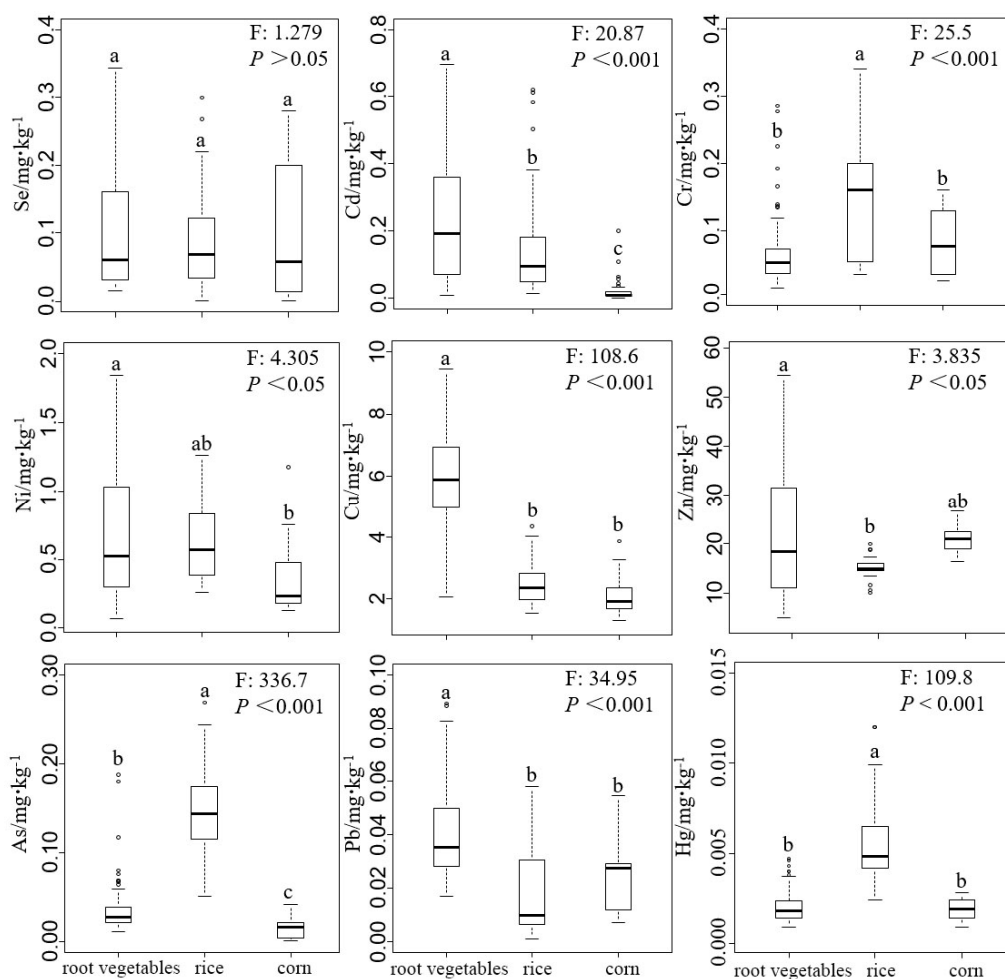 F: 1.279
P >0.05
Se/mg·kg-1
0.4
0.3
0.2
0.1
0.0
a
a
a
F: 20.87
P <0.001
Cd/mg·kg-1
0.8
0.6
0.4
0.2
0.0
a
b
c
F: 25.5
P <0.001
Cr/mg·kg-1
0.4
0.3
0.2
0.1
0.0
b
a
b
F: 4.305
P <0.05
Ni/mg·kg-1
2.0
1.5
1.0
0.5
0.0
a
ab
b
F: 108.6
P <0.001
Cu/mg·kg-1
10
8
6
4
2
a
b
b
F: 3.835
P <0.05
Zn/mg·kg-1
60
50
40
30
20
10
a
b
ab
F: 336.7
P <0.001
As/mg·kg-1
0.30
0.20
0.10
0.00
b
a
c
root vegetables rice corn
F: 34.95
P <0.001
Pb/mg·kg-1
0.10
0.08
0.06
0.04
0.02
0.00
a
b
b
root vegetables rice corn
F: 109.8
P < 0.001
Hg/mg·kg-1
0.015
0.010
0.005
0.000
b
a
b
root vegetables rice corn